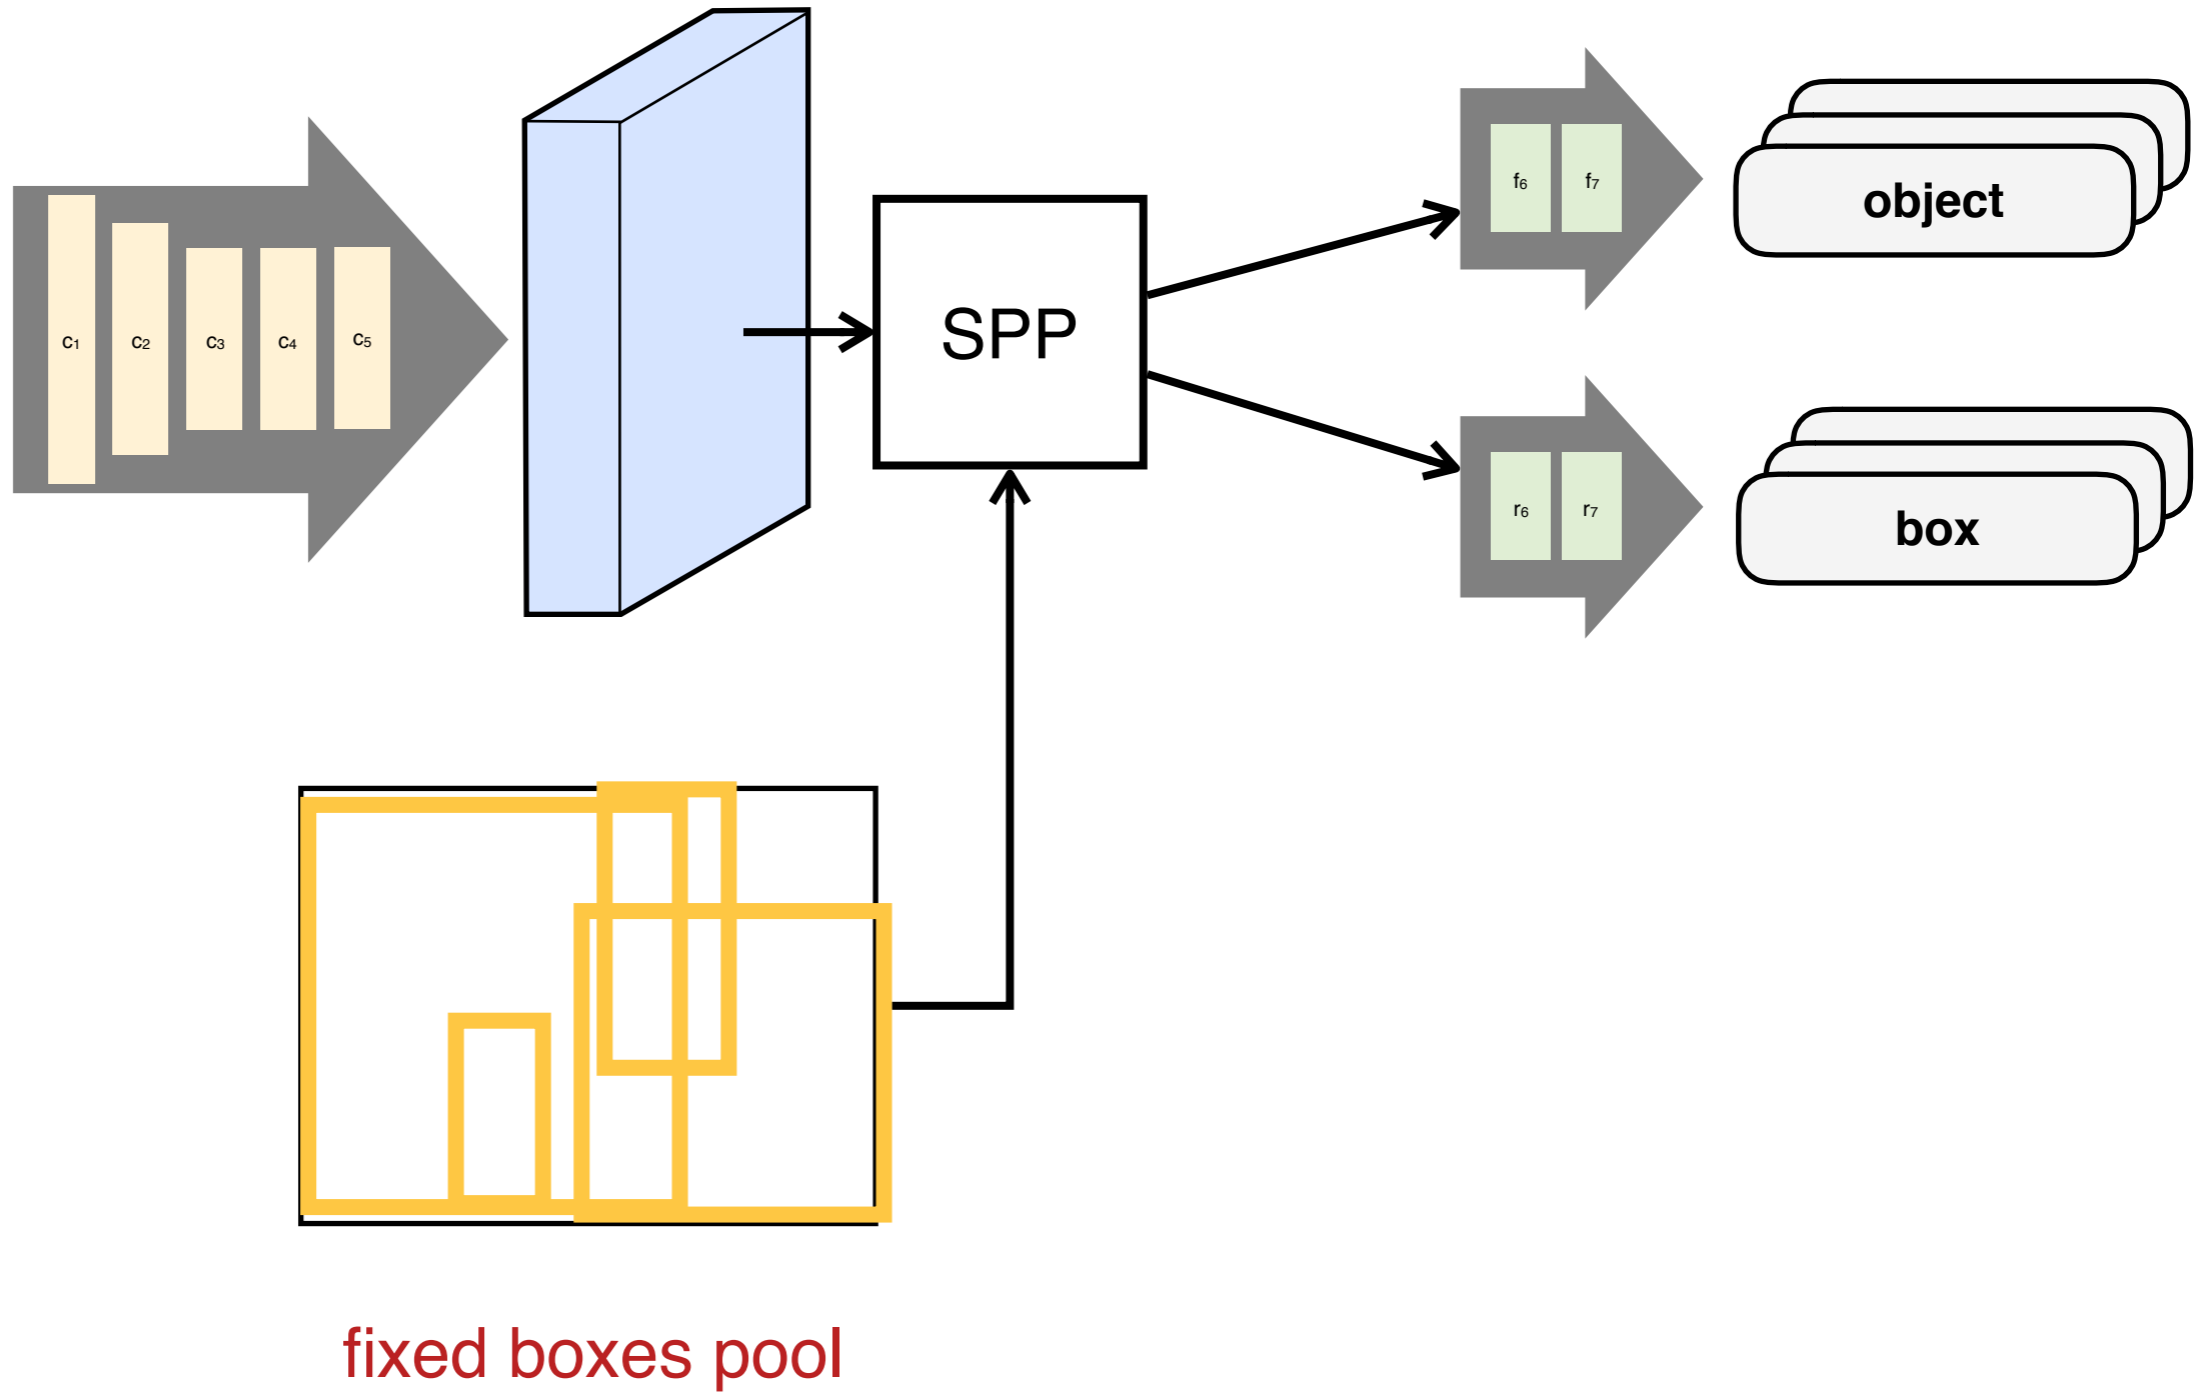 c₁ c₂ c₃ c₄ c₅
SPP
f₆ f₇
object
r₆ r₇
box
fixed boxes pool